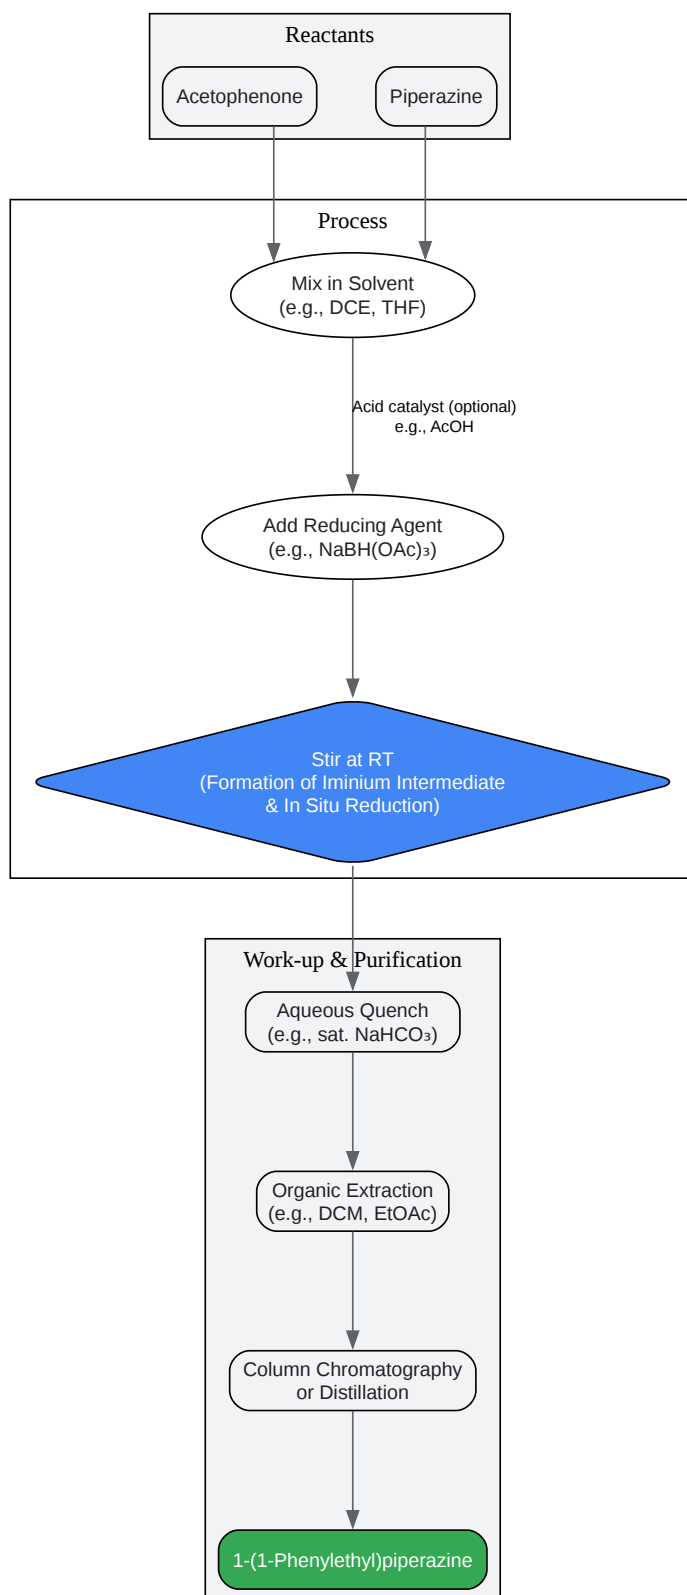 Reactants
Acetophenone
Piperazine
Process
Mix in Solvent
(e.g., DCE, THF)
Acid catalyst (optional)
e.g., AcOH
Add Reducing Agent
(e.g., NaBH(OAc)₃)
Stir at RT
(Formation of Iminium Intermediate
& In Situ Reduction)
Work-up & Purification
Aqueous Quench
(e.g., sat. NaHCO₃)
Organic Extraction
(e.g., DCM, EtOAc)
Column Chromatography
or Distillation
1-(1-Phenylethyl)piperazine